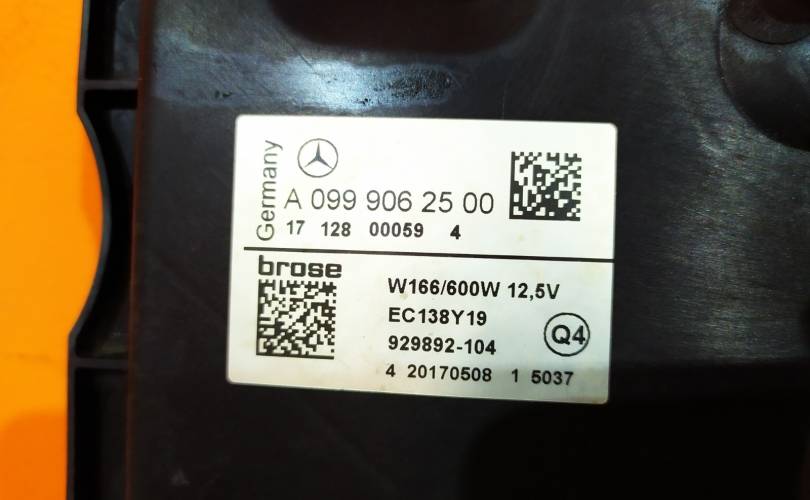 Germany
A 099 906 25 00
17 128 00059 4
brose
W166/600W 12,5V
EC138Y19
929892-104
Q4
4 20170508 1 5037